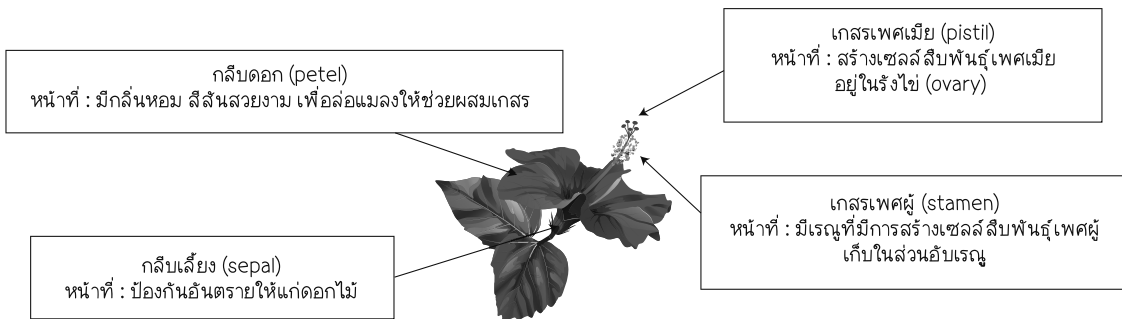 เกสรเพศเมีย (pistil)
หน้าที่ : สร้างเซลล์สืบพันธุ์เพศเมีย
อยู่ในรังไข่ (ovary)
กลีบดอก (petel)
หน้าที่ : มีกลิ่นหอม สีสันสวยงาม เพื่อล่อแมลงให้ช่วยผสมเกสร
เกสรเพศผู้ (stamen)
หน้าที่ : มีเรณูที่มีการสร้างเซลล์สืบพันธุ์เพศผู้
เก็บในส่วนอับเรณู
กลีบเลี้ยง (sepal)
หน้าที่ : ป้องกันอันตรายให้แก่ดอกไม้